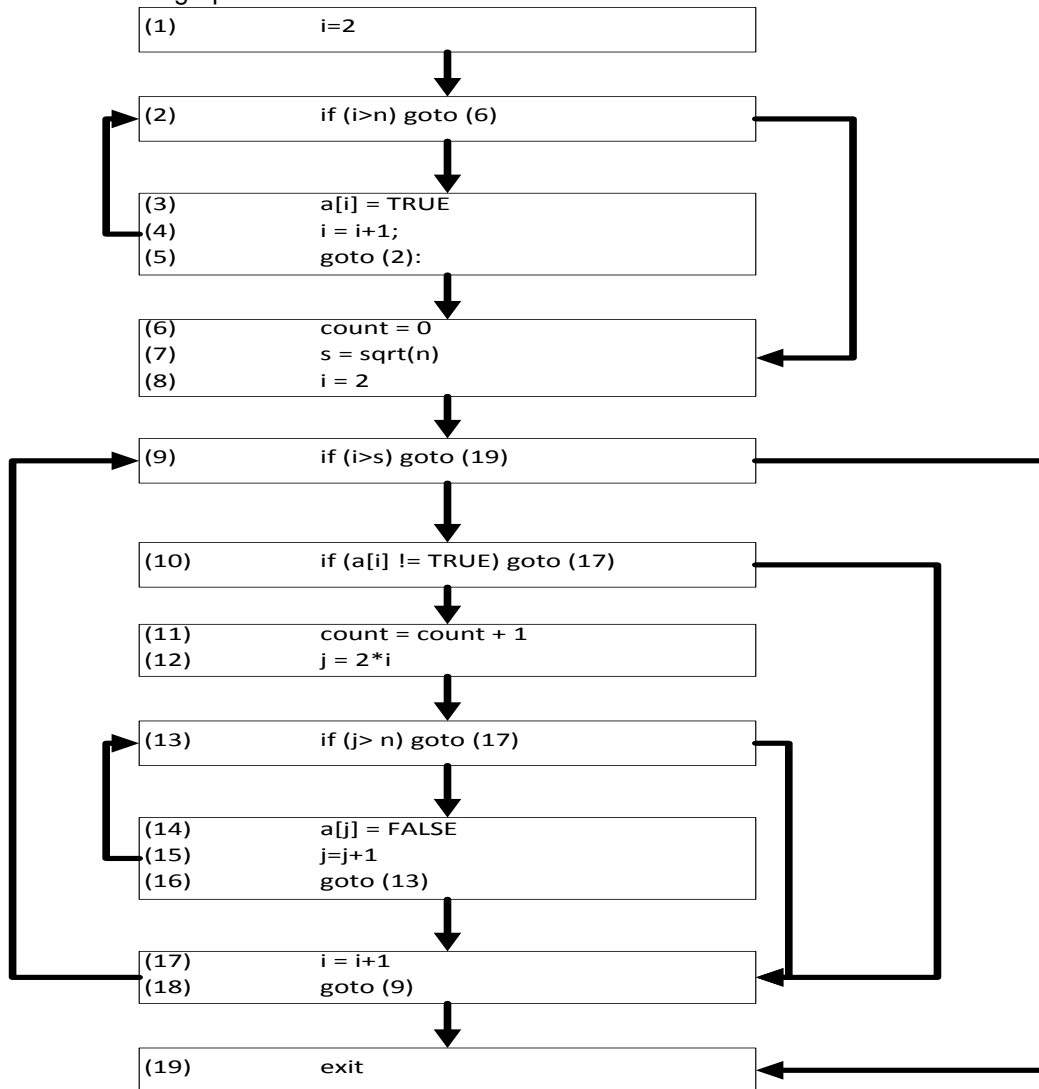 (1) i=2
(2) if (i>n) goto (6)
(3) a[i] = TRUE
(4) i = i+1;
(5) goto (2):
(6) count = 0
(7) s = sqrt(n)
(8) i = 2
(9) if (i>s) goto (19)
(10) if (a[i] != TRUE) goto (17)
(11) count = count + 1
(12) j = 2*i
(13) if (j> n) goto (17)
(14) a[j] = FALSE
(15) j=j+1
(16) goto (13)
(17) i = i+1
(18) goto (9)
(19) exit